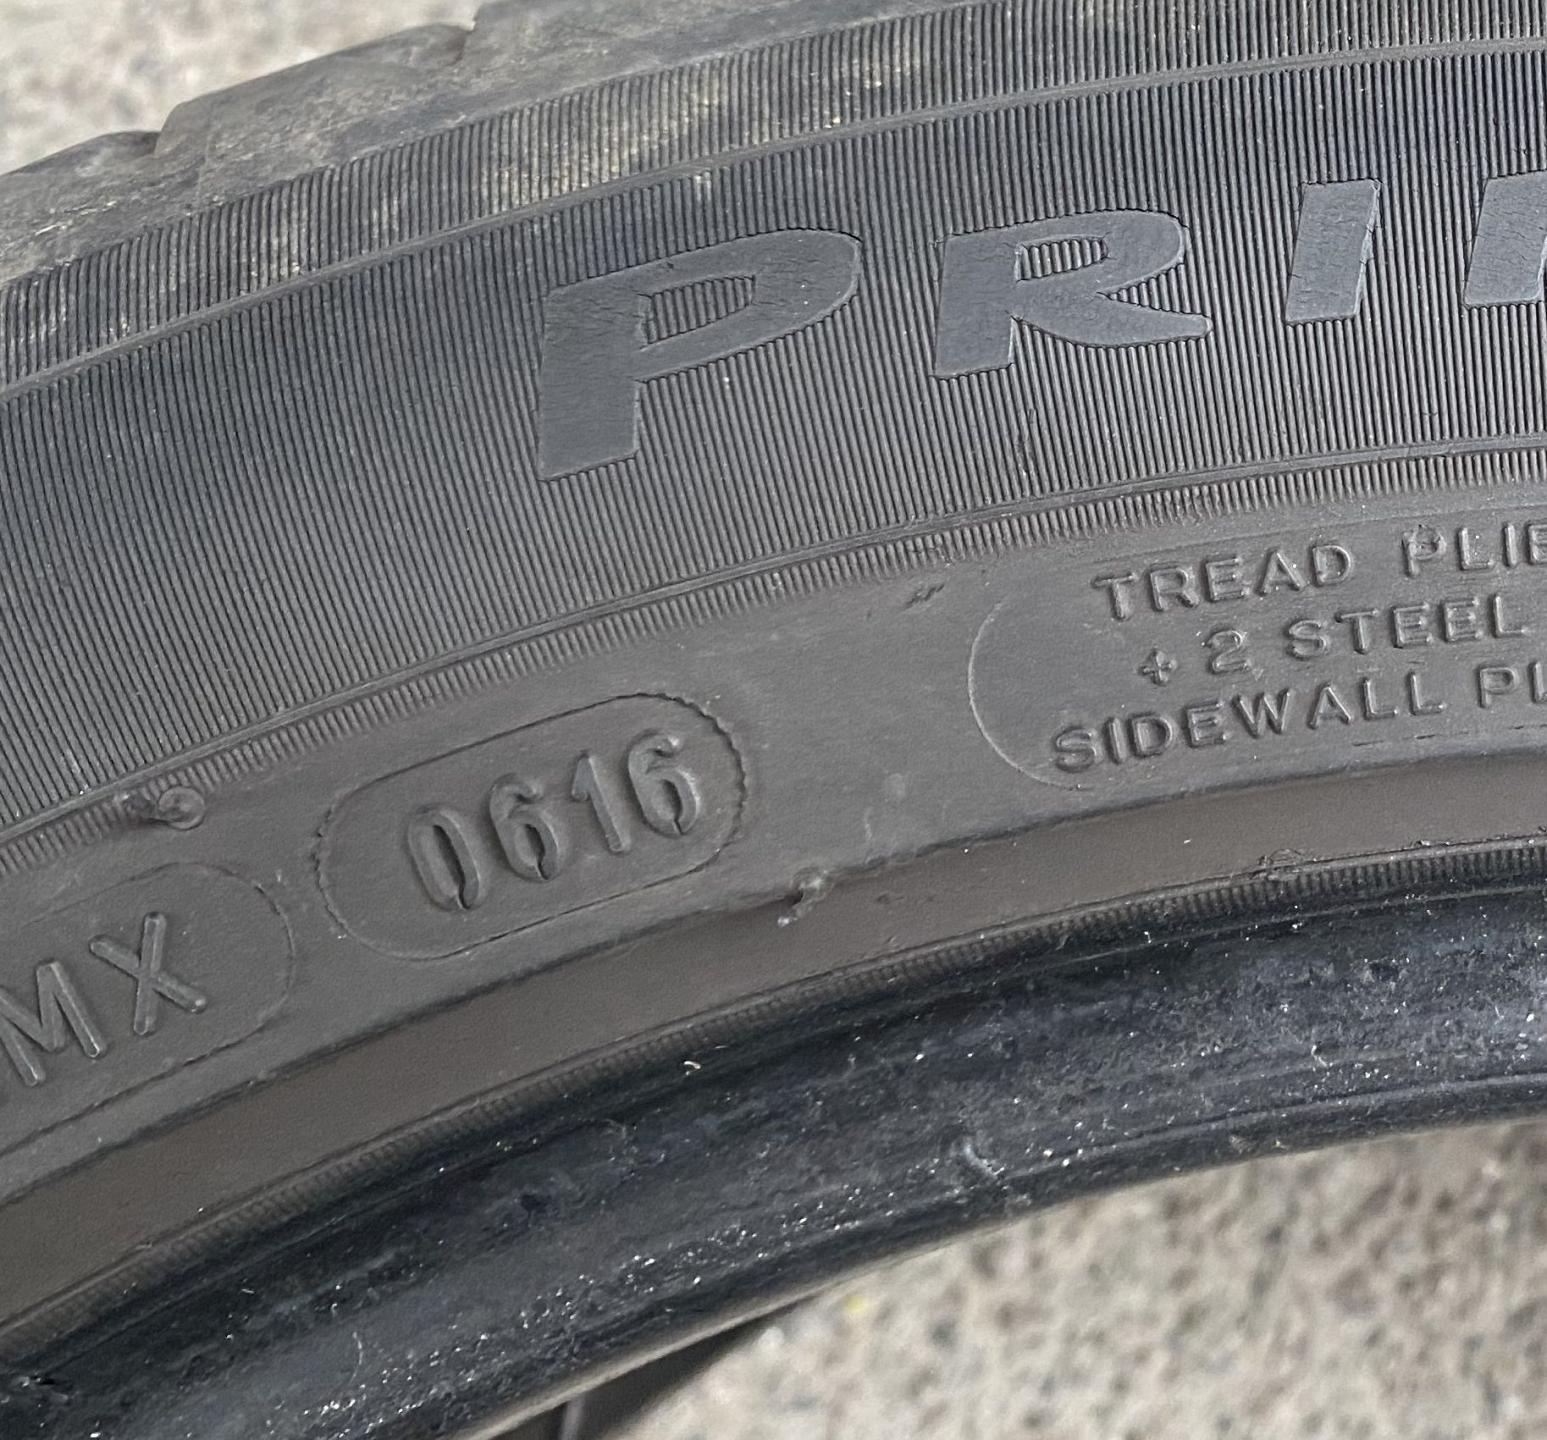 PRI
TREAD PLIE
+ 2 STEEL
SIDEWALL PL
0616
MX